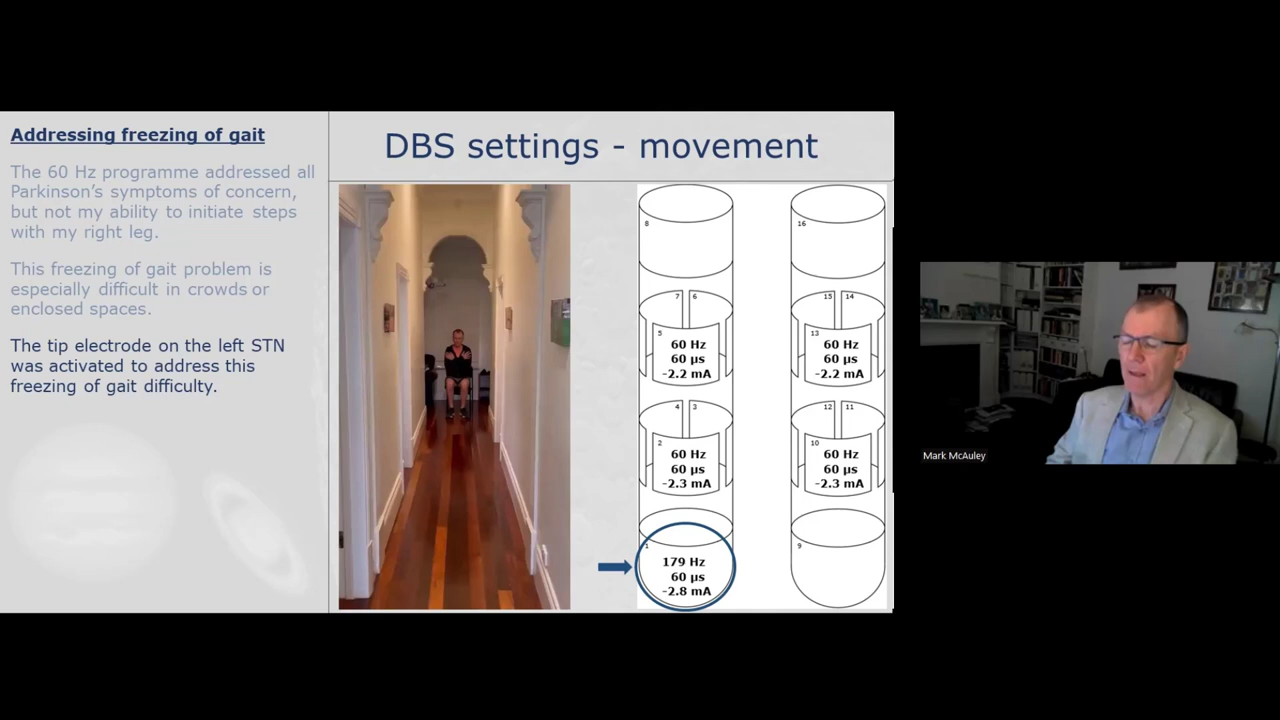 Addressing freezing of gait
The 60 Hz programme addressed all
Parkinson's symptoms of concern,
but not my ability to initiate steps
with my right leg.
This freezing of gait problem is
especially difficult in crowds or
enclosed spaces.
The tip electrode on the left STN
was activated to address this
freezing of gait difficulty.
DBS settings - movement
8
7 6
5
60 Hz
60 µs
-2.2 mA
4 3
2
60 Hz
60 µs
-2.3 mA
1
179 Hz
60 µs
-2.8 mA
16
15 14
13
60 Hz
60 µs
-2.2 mA
12 11
10
60 Hz
60 µs
-2.3 mA
9
Mark McAuley